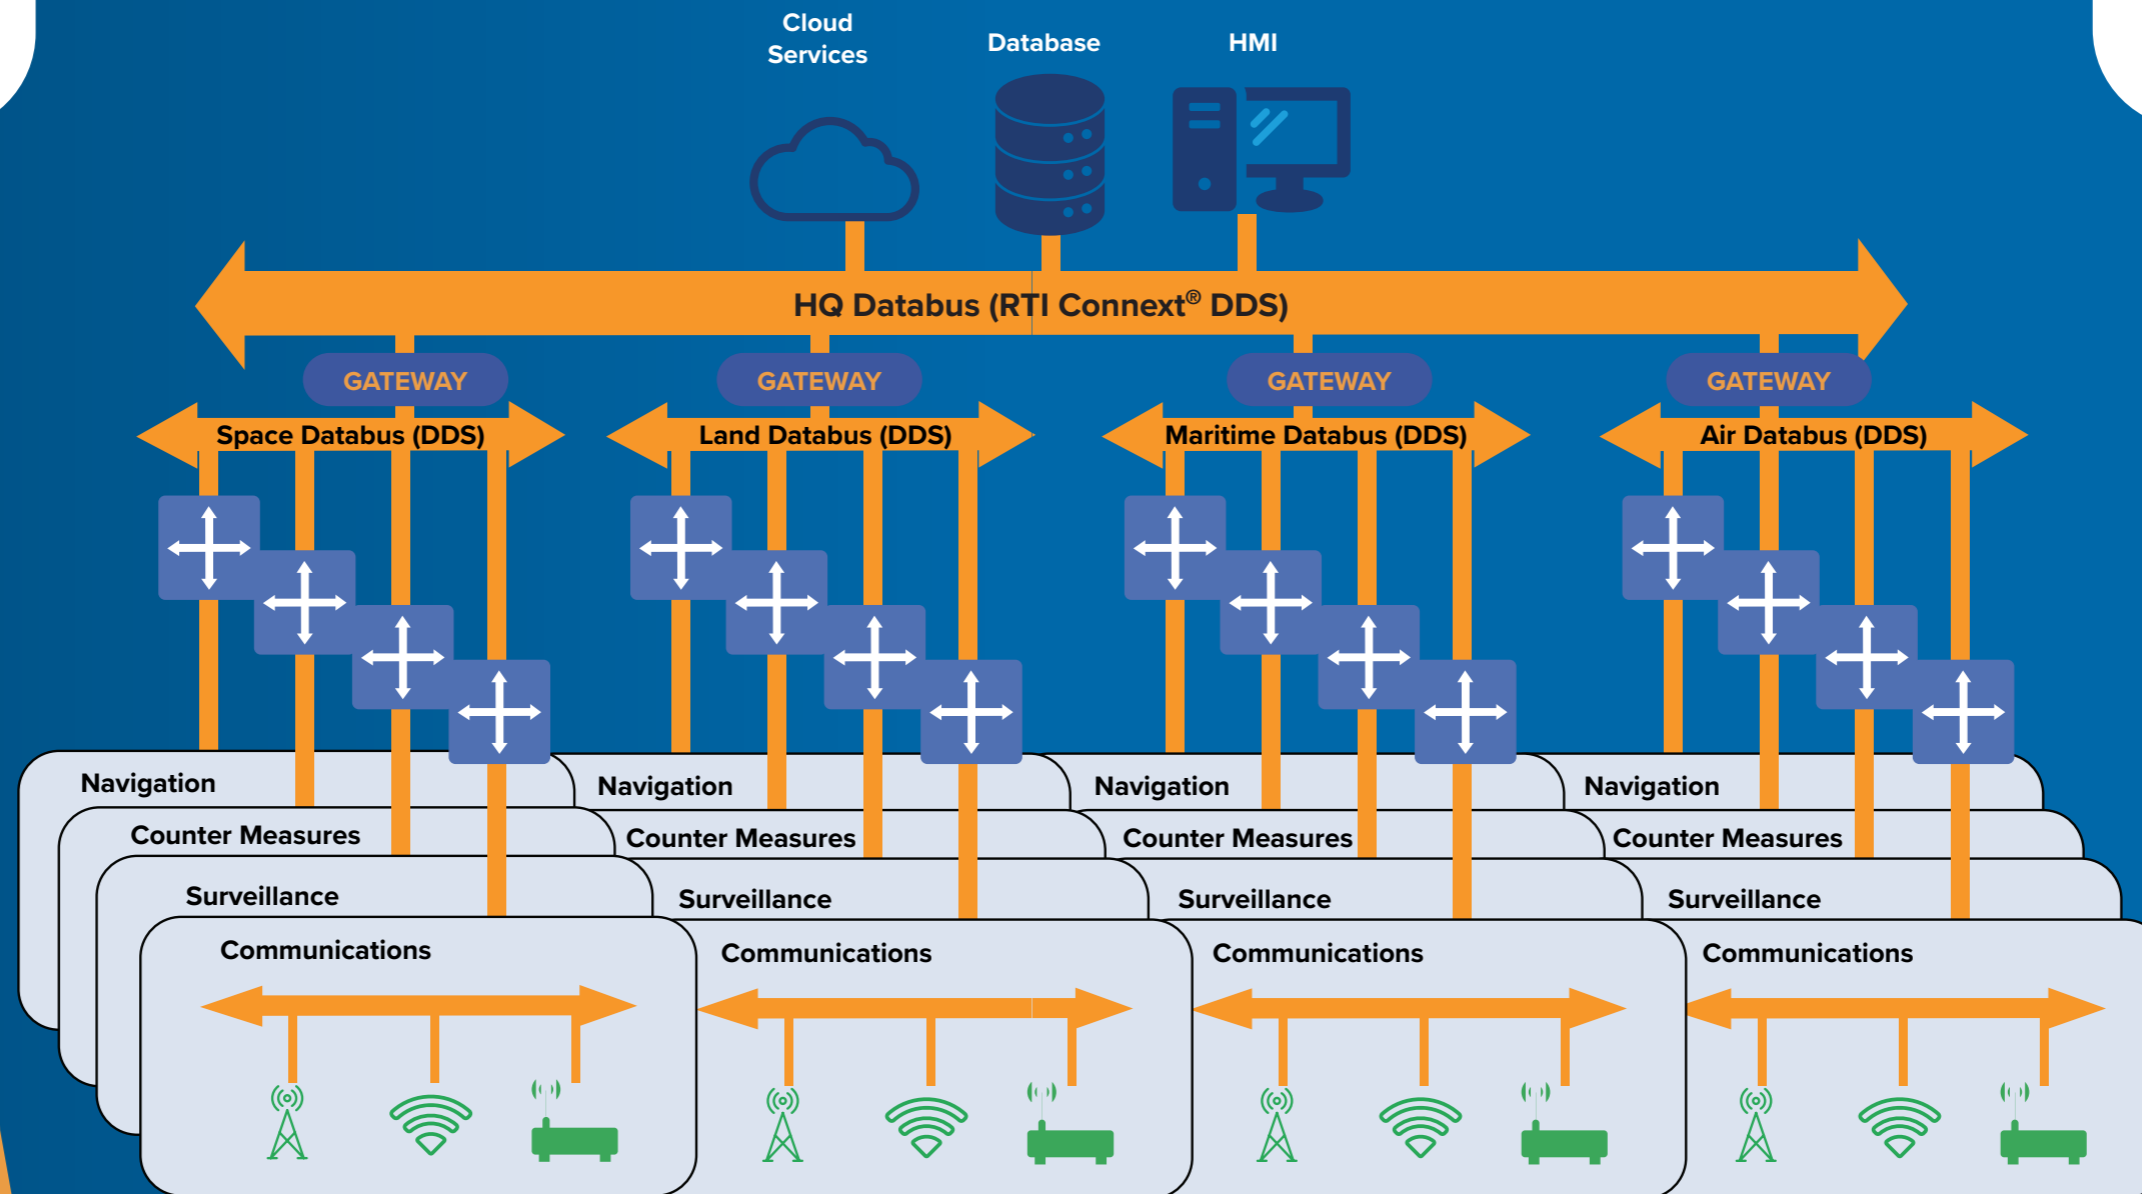 Cloud
Services
Database
HMI
HQ Databus (RTI Connext® DDS)
GATEWAY
GATEWAY
GATEWAY
GATEWAY
Space Databus (DDS)
Land Databus (DDS)
Maritime Databus (DDS)
Air Databus (DDS)
Navigation
Navigation
Navigation
Navigation
Counter Measures
Counter Measures
Counter Measures
Counter Measures
Surveillance
Surveillance
Surveillance
Surveillance
Communications
Communications
Communications
Communications